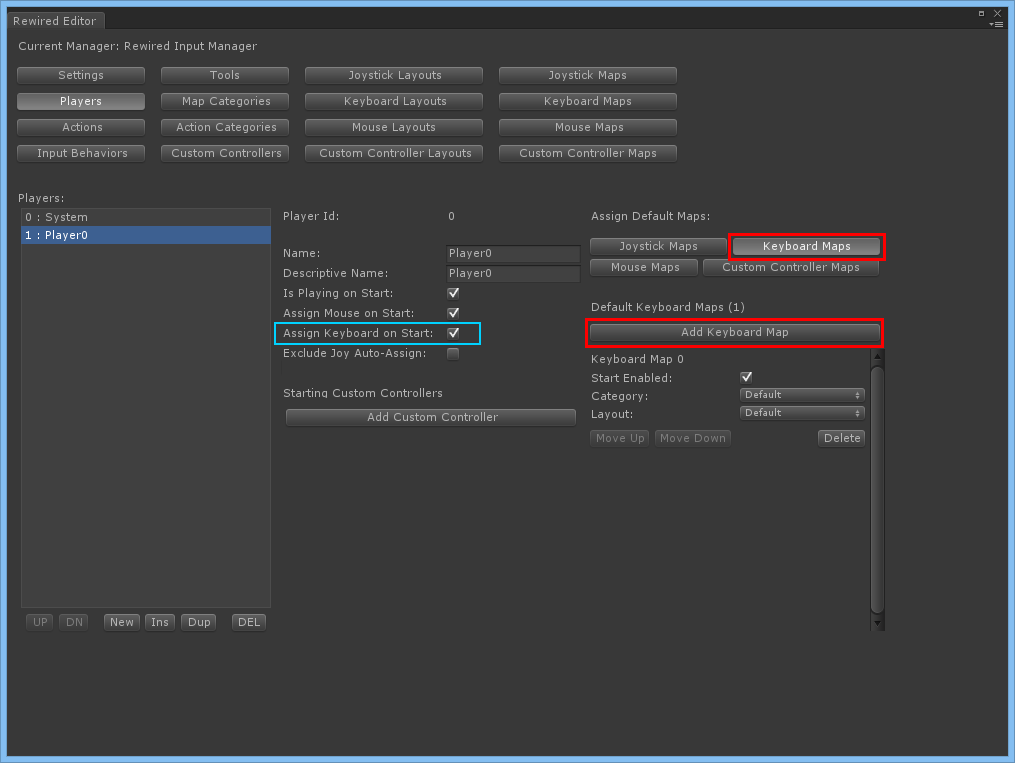 Rewired Editor
Current Manager: Rewired Input Manager
Settings Tools Joystick Layouts Joystick Maps
Players Map Categories Keyboard Layouts Keyboard Maps
Actions Action Categories Mouse Layouts Mouse Maps
Input Behaviors Custom Controllers Custom Controller Layouts Custom Controller Maps
Players:
0 : System
1 : Player0
UP DN New Ins Dup DEL
Player Id: 0
Name: Player0
Descriptive Name: Player0
Is Playing on Start:
Assign Mouse on Start:
Assign Keyboard on Start:
Exclude Joy Auto-Assign:
Starting Custom Controllers
Add Custom Controller
Assign Default Maps:
Joystick Maps Keyboard Maps
Mouse Maps Custom Controller Maps
Default Keyboard Maps (1)
Add Keyboard Map
Keyboard Map 0
Start Enabled:
Category: Default
Layout: Default
Move Up Move Down Delete